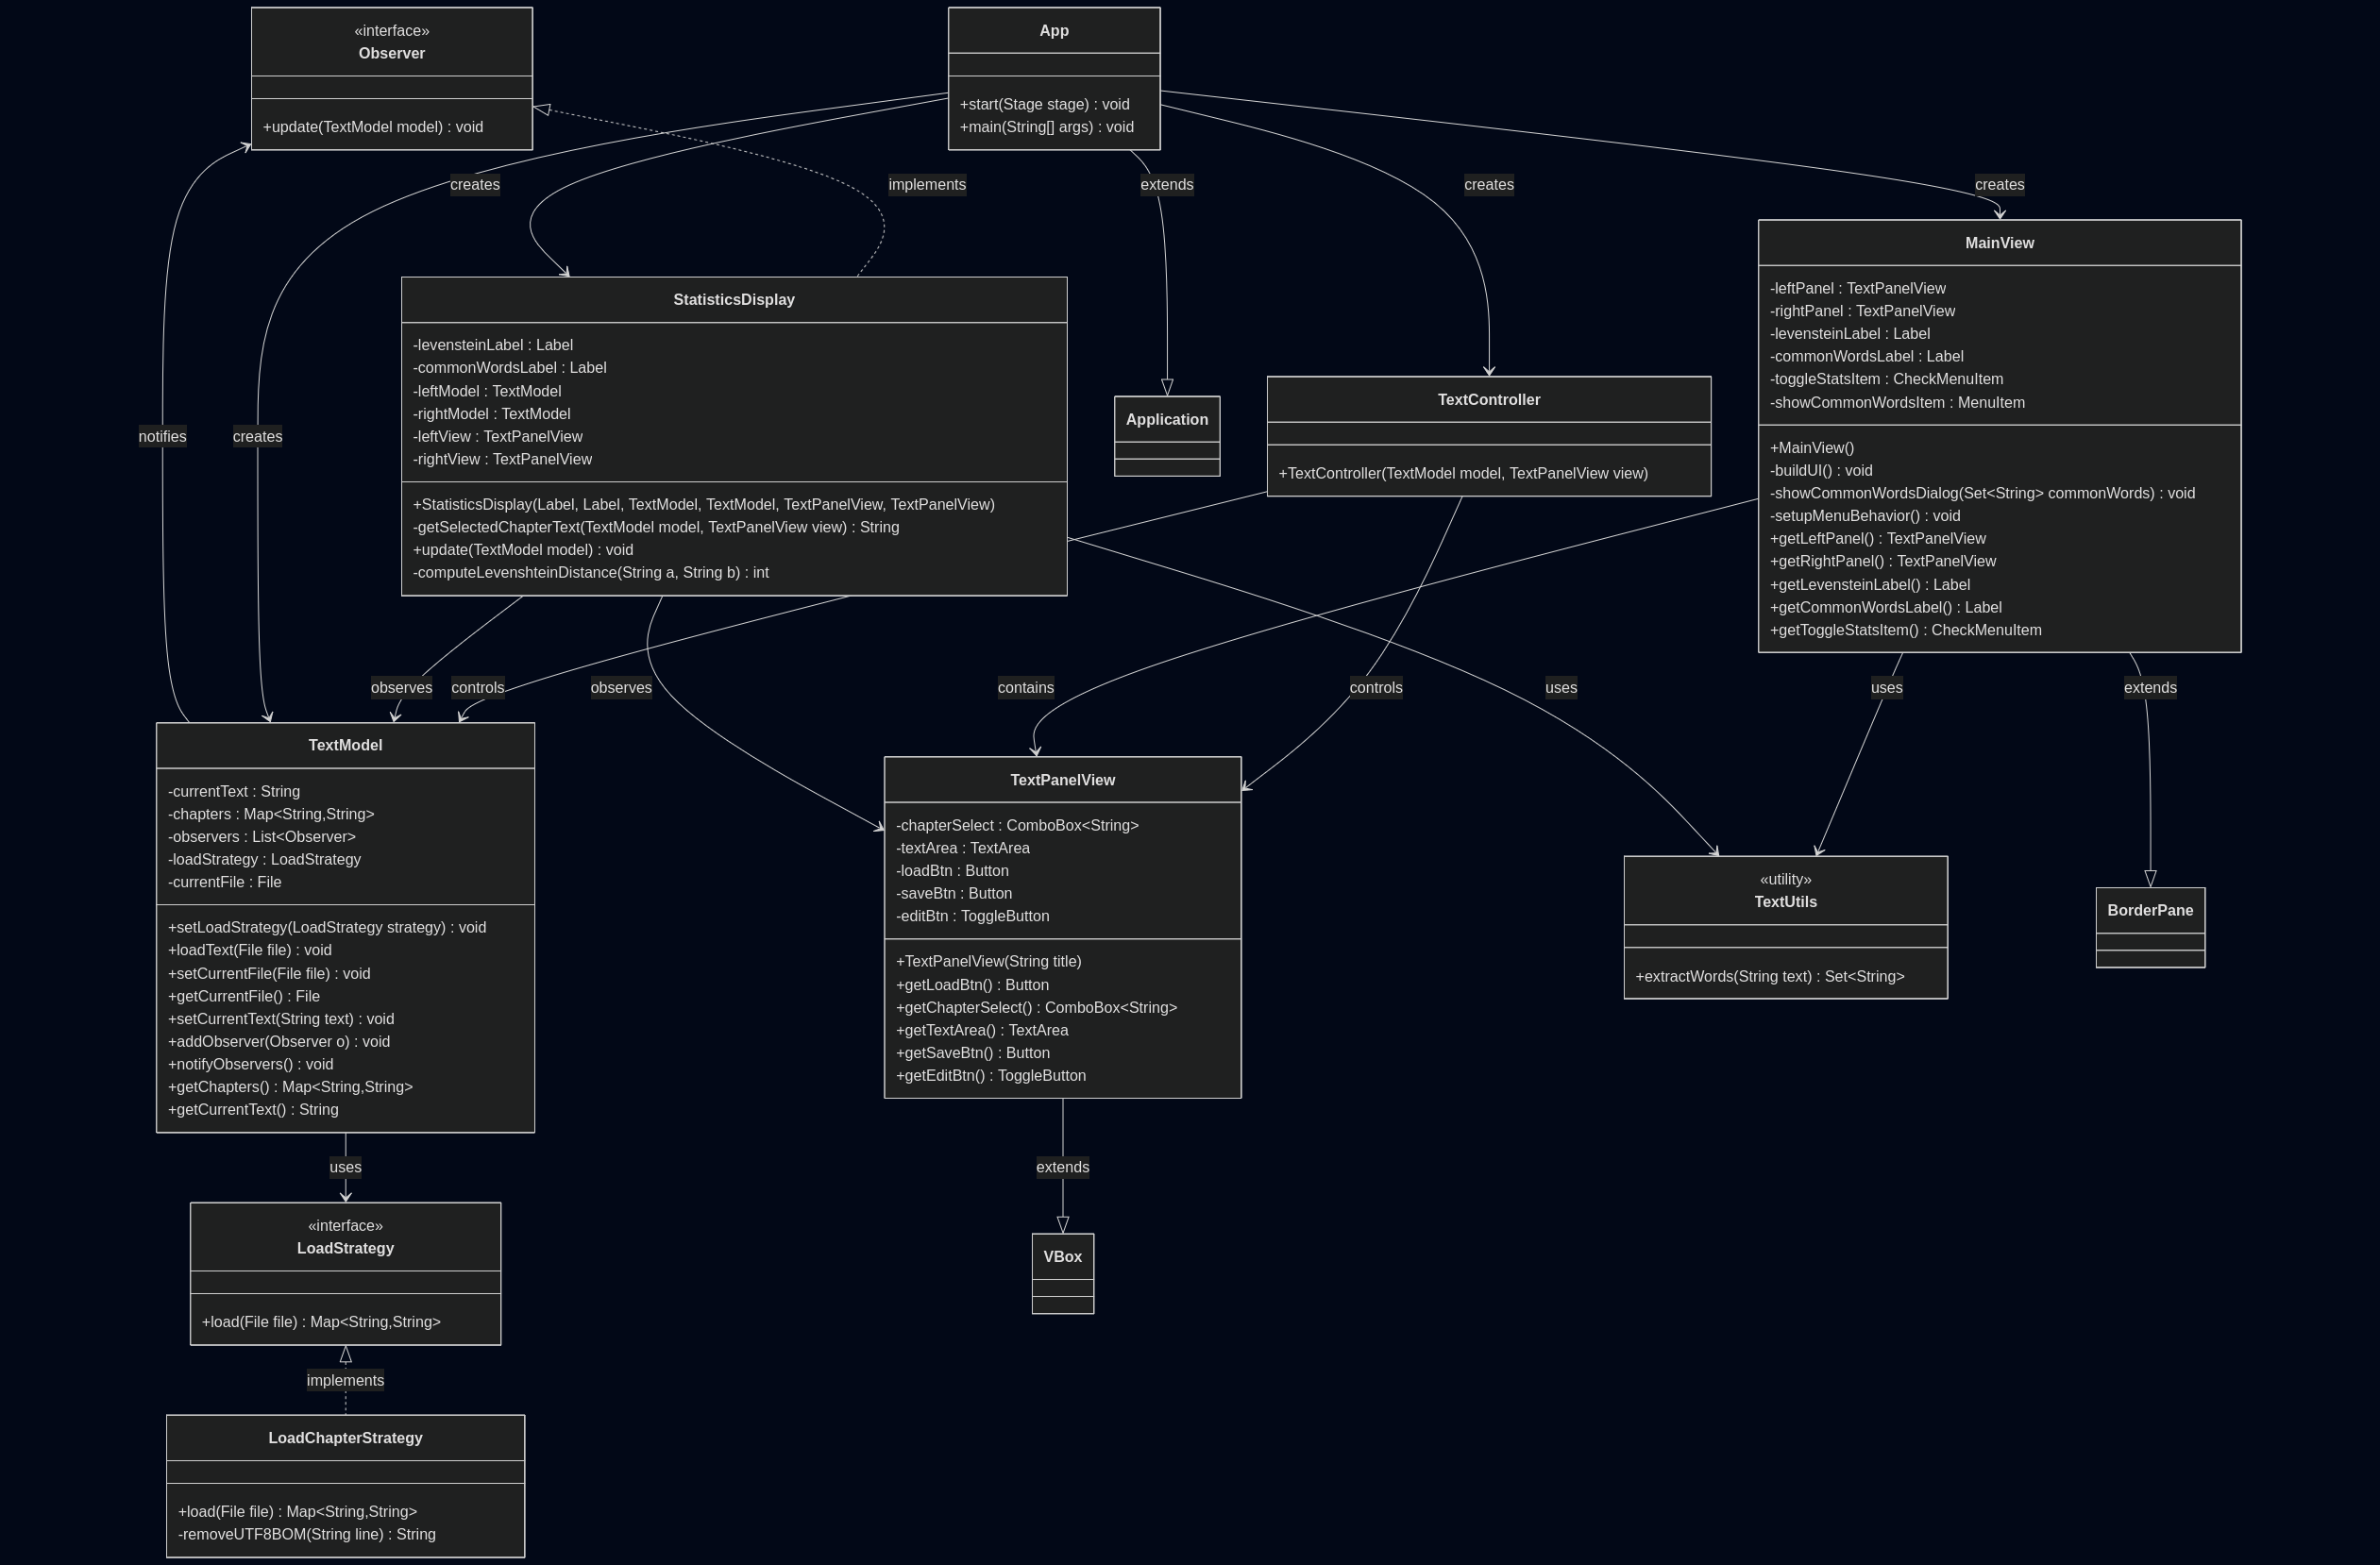 «interface»
Observer
+update(TextModel model) : void
App
+start(Stage stage) : void
+main(String[] args) : void
creates
implements
extends
creates
creates
StatisticsDisplay
-levensteinLabel : Label
-commonWordsLabel : Label
-leftModel : TextModel
-rightModel : TextModel
-leftView : TextPanelView
-rightView : TextPanelView
+StatisticsDisplay(Label, Label, TextModel, TextModel, TextPanelView, TextPanelView)
-getSelectedChapterText(TextModel model, TextPanelView view) : String
+update(TextModel model) : void
-computeLevenshteinDistance(String a, String b) : int
Application
TextController
+TextController(TextModel model, TextPanelView view)
MainView
-leftPanel : TextPanelView
-rightPanel : TextPanelView
-levensteinLabel : Label
-commonWordsLabel : Label
-toggleStatsItem : CheckMenuItem
-showCommonWordsItem : MenuItem
+MainView()
-buildUI() : void
-showCommonWordsDialog(Set<String> commonWords) : void
-setupMenuBehavior() : void
+getLeftPanel() : TextPanelView
+getRightPanel() : TextPanelView
+getLevensteinLabel() : Label
+getCommonWordsLabel() : Label
+getToggleStatsItem() : CheckMenuItem
notifies
creates
observes
controls
observes
contains
controls
uses
uses
extends
TextModel
-currentText : String
-chapters : Map<String,String>
-observers : List<Observer>
-loadStrategy : LoadStrategy
-currentFile : File
+setLoadStrategy(LoadStrategy strategy) : void
+loadText(File file) : void
+setCurrentFile(File file) : void
+getCurrentFile() : File
+setCurrentText(String text) : void
+addObserver(Observer o) : void
+notifyObservers() : void
+getChapters() : Map<String,String>
+getCurrentText() : String
TextPanelView
-chapterSelect : ComboBox<String>
-textArea : TextArea
-loadBtn : Button
-saveBtn : Button
-editBtn : ToggleButton
+TextPanelView(String title)
+getLoadBtn() : Button
+getChapterSelect() : ComboBox<String>
+getTextArea() : TextArea
+getSaveBtn() : Button
+getEditBtn() : ToggleButton
«utility»
TextUtils
+extractWords(String text) : Set<String>
BorderPane
uses
extends
«interface»
LoadStrategy
+load(File file) : Map<String,String>
VBox
implements
LoadChapterStrategy
+load(File file) : Map<String,String>
-removeUTF8BOM(String line) : String